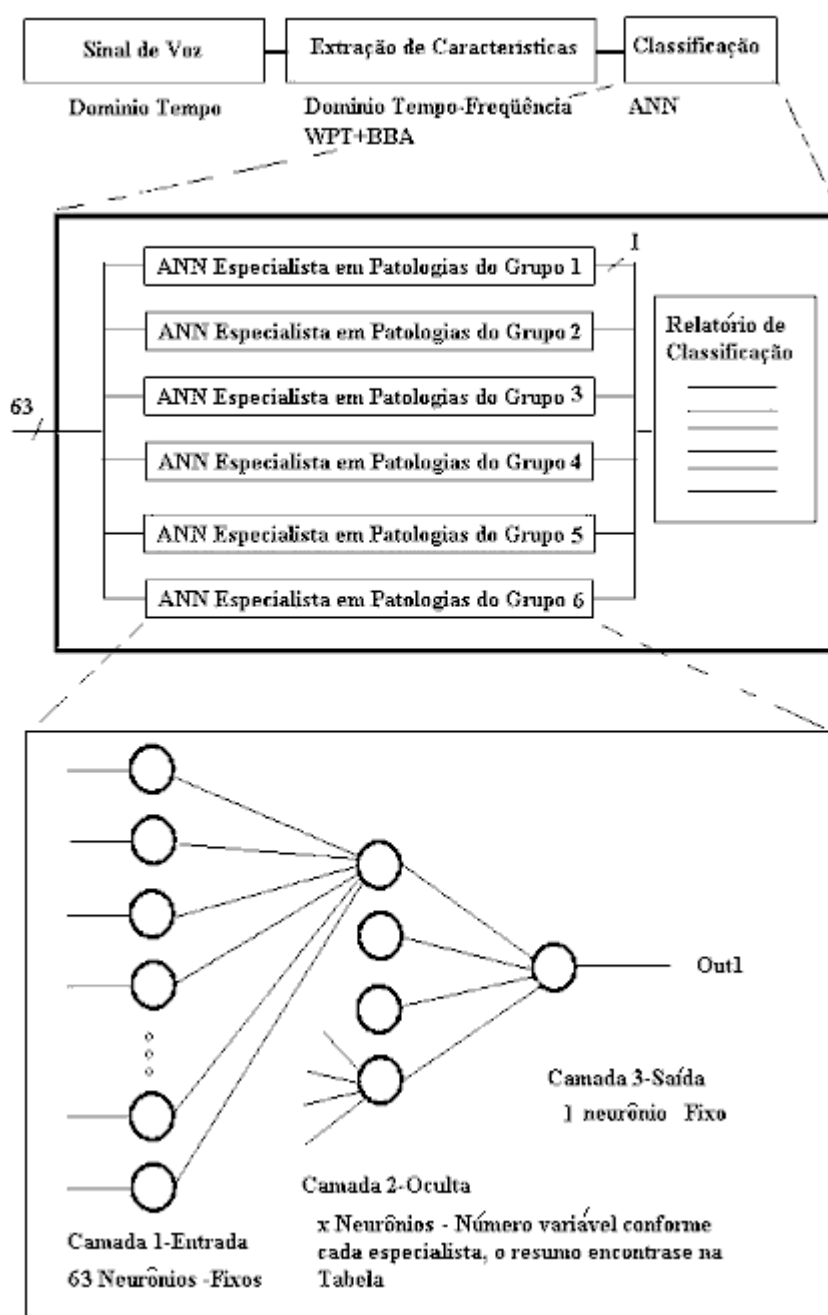 Sinal de Voz
Extração de Características
Classificação
Dominio Tempo
Dominio Tempo-Freqüência
WPT+BBA
ANN
1
ANN Especialista em Patologias do Grupo 1
ANN Especialista em Patologias do Grupo 2
ANN Especialista em Patologias do Grupo 3
ANN Especialista em Patologias do Grupo 4
ANN Especialista em Patologias do Grupo 5
ANN Especialista em Patologias do Grupo 6
63
Relatório de
Classificação
Out1
Camada 3-Saída
1 neurônio Fixo
Camada 2-Oculta
x Neurônios - Número variável conforme
cada especialista, o resumo encontrase na
Tabela
Camada 1-Entrada
63 Neurônios -Fixos